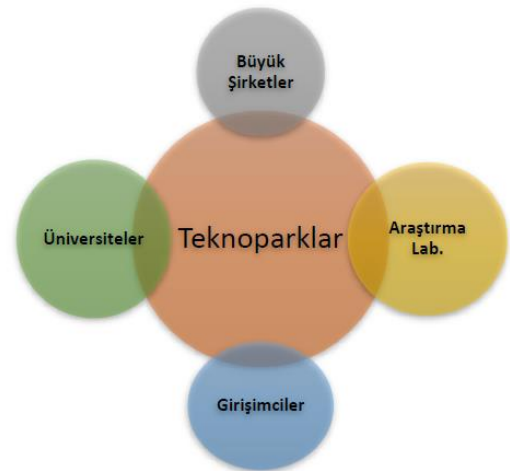 Büyük
Şirketler
Üniversiteler
Teknoparklar
Araştırma
Lab.
Girişimciler